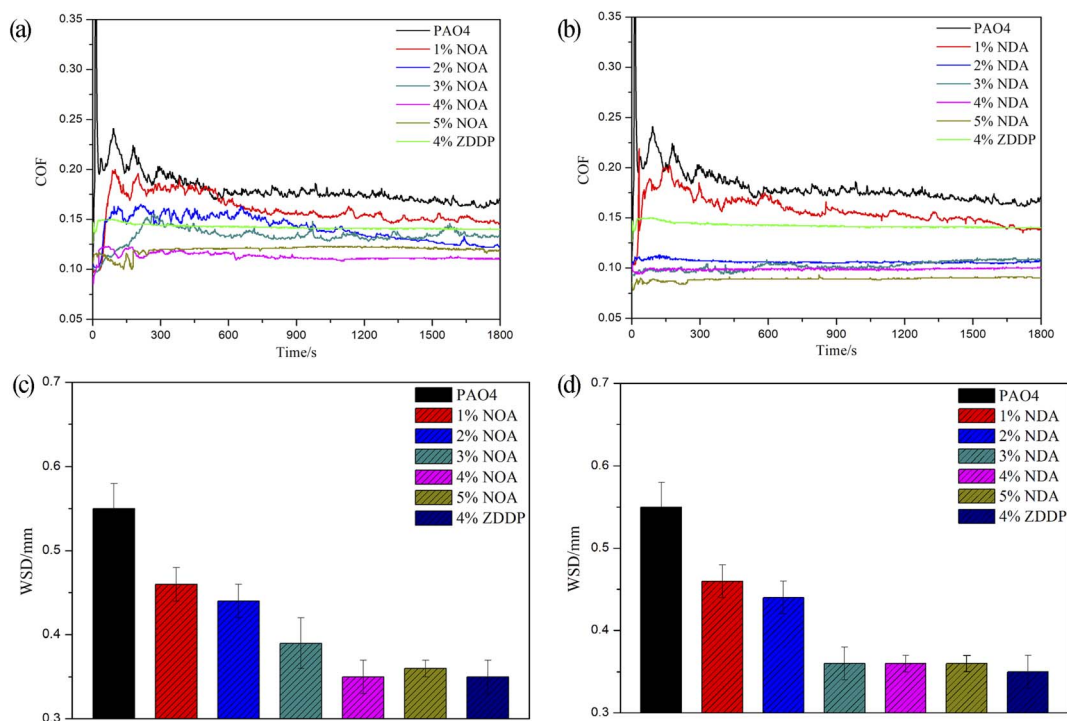 (a)
0.35
0.30
0.25
0.20
0.15
0.10
0.05
COF
PAO4
1% NOA
2% NOA
3% NOA
4% NOA
5% NOA
4% ZDDP
0 300 600 900 1200 1500 1800
Time/s
(b)
0.35
0.30
0.25
0.20
0.15
0.10
0.05
COF
PAO4
1% NDA
2% NDA
3% NDA
4% NDA
5% NDA
4% ZDDP
0 300 600 900 1200 1500 1800
Time/s
(c)
0.7
0.6
0.5
0.4
0.3
WSD/mm
PAO4
1% NOA
2% NOA
3% NOA
4% NOA
5% NOA
4% ZDDP
(d)
0.7
0.6
0.5
0.4
0.3
WSD/mm
PAO4
1% NDA
2% NDA
3% NDA
4% NDA
5% NDA
4% ZDDP